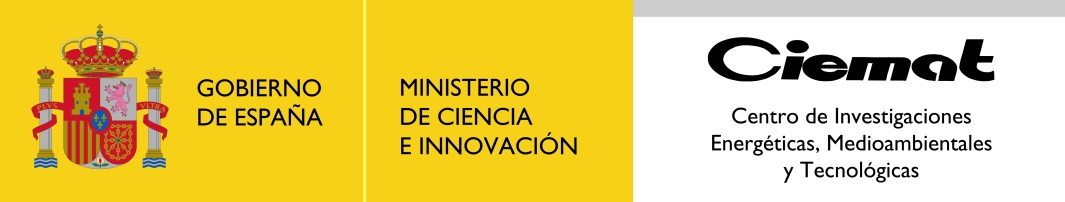 PLVS VLTRA
GOBIERNO
DE ESPAÑA
MINISTERIO
DE CIENCIA
E INNOVACIÓN
Ciemat
Centro de Investigaciones
Energéticas, Medioambientales
y Tecnológicas